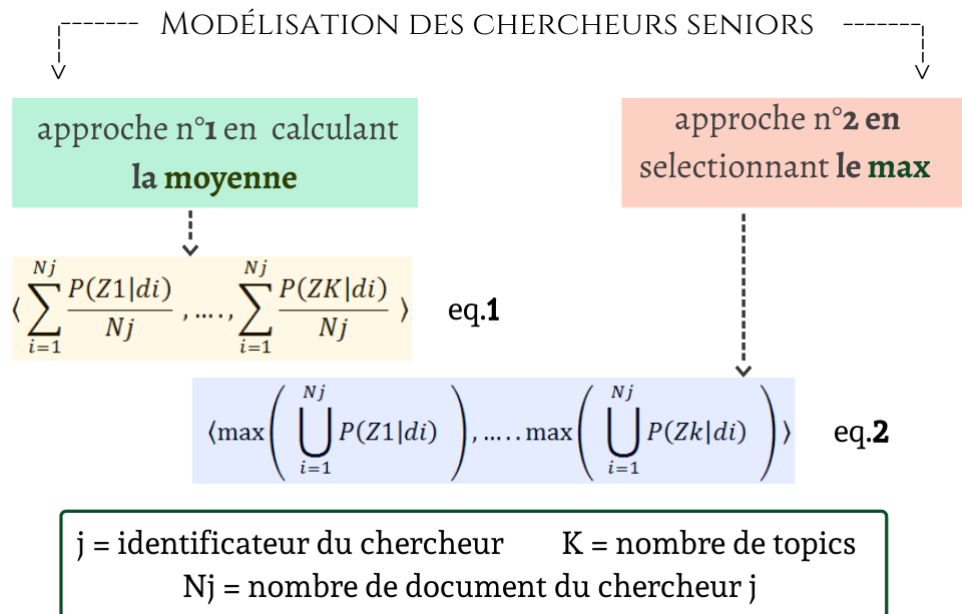 MODÉLISATION DES CHERCHEURS SENIORS
approche n°1 en calculant
la moyenne
approche n°2 en
selectionnant le max
⟨ ∑_{i=1}^{Nj} P(Z1|di)/Nj ,....., ∑_{i=1}^{Nj} P(ZK|di)/Nj ⟩ eq.1
⟨max( ⋃_{i=1}^{Nj} P(Z1|di) ),..... max( ⋃_{i=1}^{Nj} P(Zk|di) )⟩ eq.2
j = identificateur du chercheur K = nombre de topics
Nj = nombre de document du chercheur j